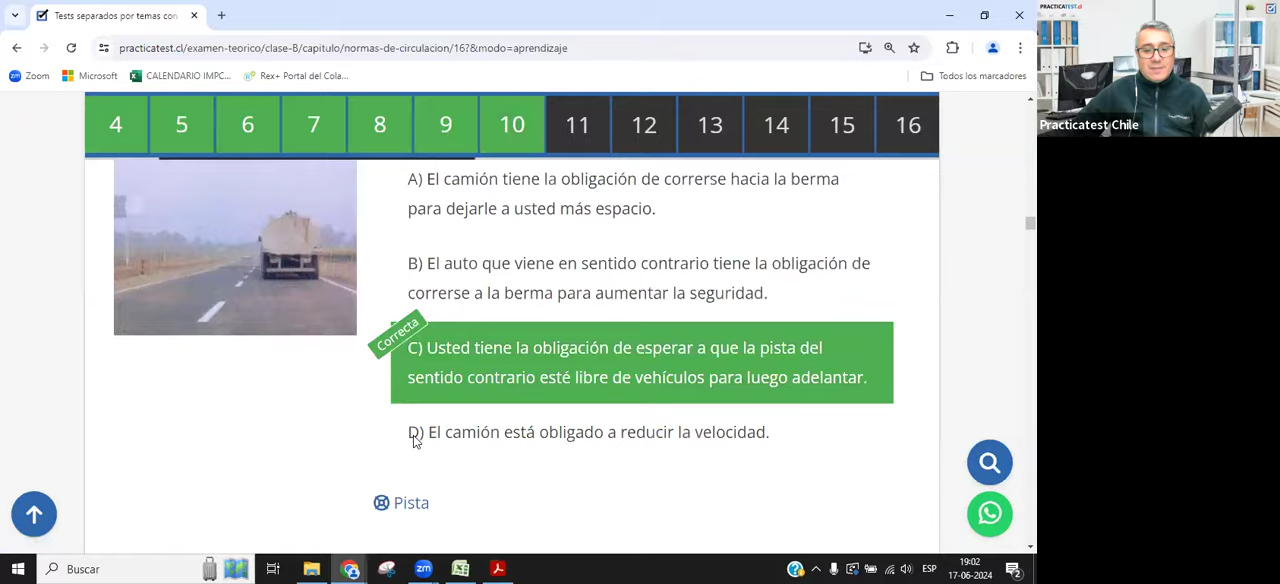 Tests separados por temas con
practicatest.cl/examen-teorico/clase-B/capitulo/normas-de-circulacion/167&modo=aprendizaje
Zoom
Microsoft
CALENDARIO IMPC...
Rex+ Portal del Cola...
Todos los marcadores
PRACTICATEST.cl
Practicatest Chile
4 5 6 7 8 9 10 11 12 13 14 15 16
A) El camión tiene la obligación de correrse hacia la berma
para dejarle a usted más espacio.
B) El auto que viene en sentido contrario tiene la obligación de
correrse a la berma para aumentar la seguridad.
Correcta
C) Usted tiene la obligación de esperar a que la pista del
sentido contrario esté libre de vehículos para luego adelantar.
D) El camión está obligado a reducir la velocidad.
Pista
Buscar
zm
ESP
19:02
17-06-2024
2